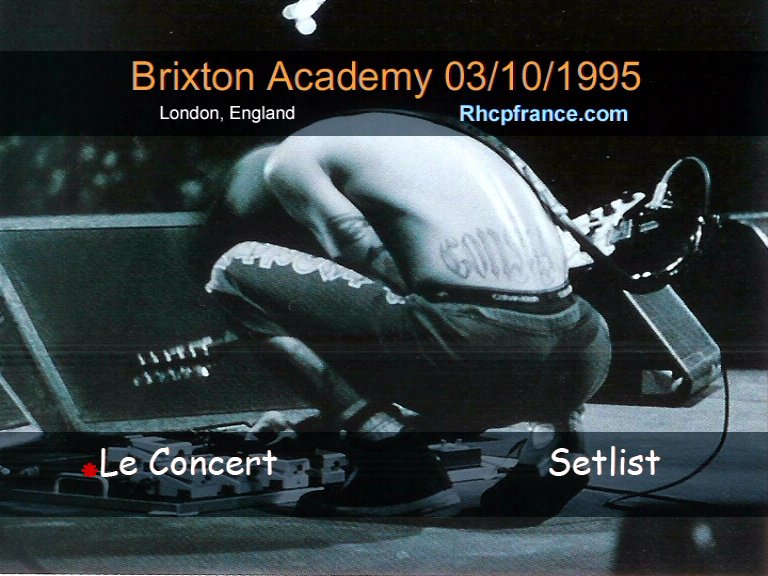 Brixton Academy 03/10/1995
London, England Rhcpfrance.com
Le Concert Setlist